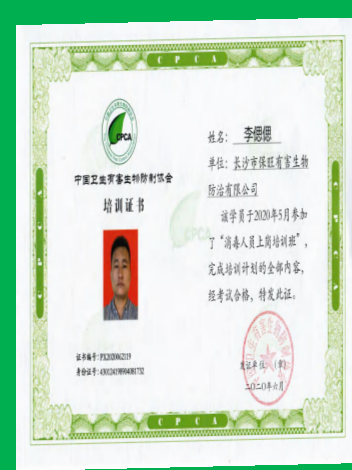 CPCA
CPCA
中国卫生有害生物防制协会
培训证书
证书编号:PX2020062119
身份证号:430124198904081732
姓名: 李偲偲
单位: 长沙市保旺有害生物
防治有限公司
该学员于2020年5月参加
了“消毒人员上岗培训班”,
完成培训计划的全部内容,
经考试合格,特发此证。
发证单位:(章)
二〇二〇年六月
CPCA